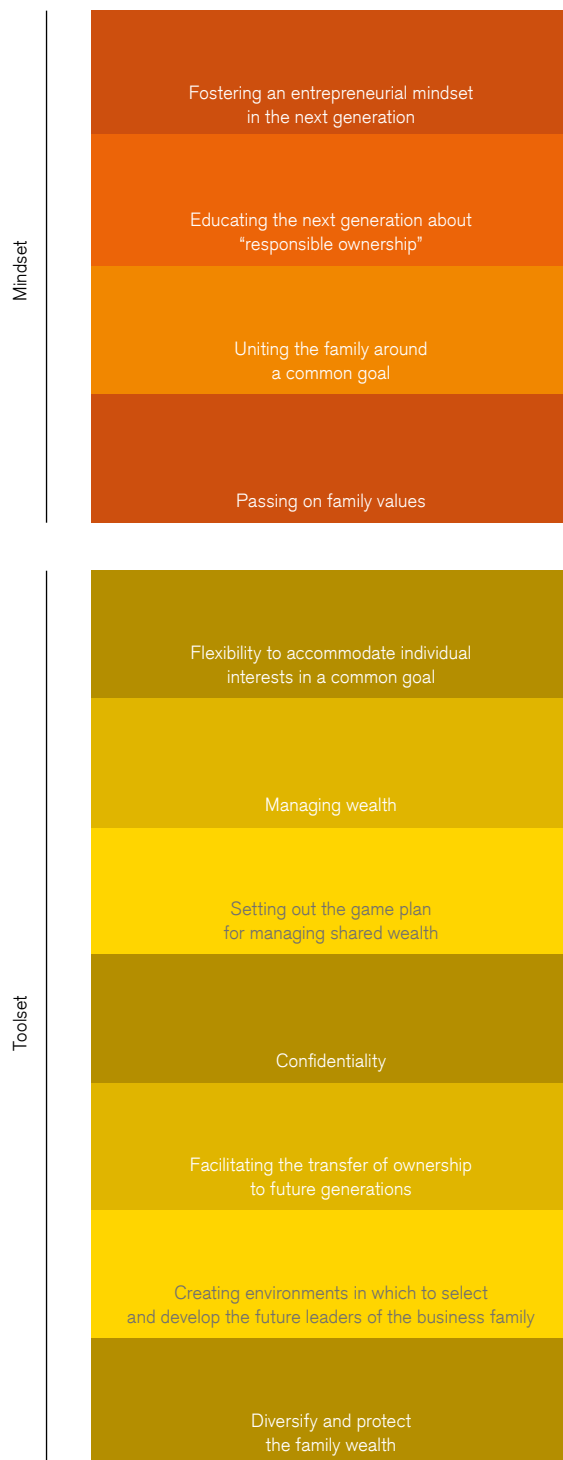 Mindset
Fostering an entrepreneurial mindset
in the next generation
Educating the next generation about
“responsible ownership”
Uniting the family around
a common goal
Passing on family values
Toolset
Flexibility to accommodate individual
interests in a common goal
Managing wealth
Setting out the game plan
for managing shared wealth
Confidentiality
Facilitating the transfer of ownership
to future generations
Creating environments in which to select
and develop the future leaders of the business family
Diversify and protect
the family wealth